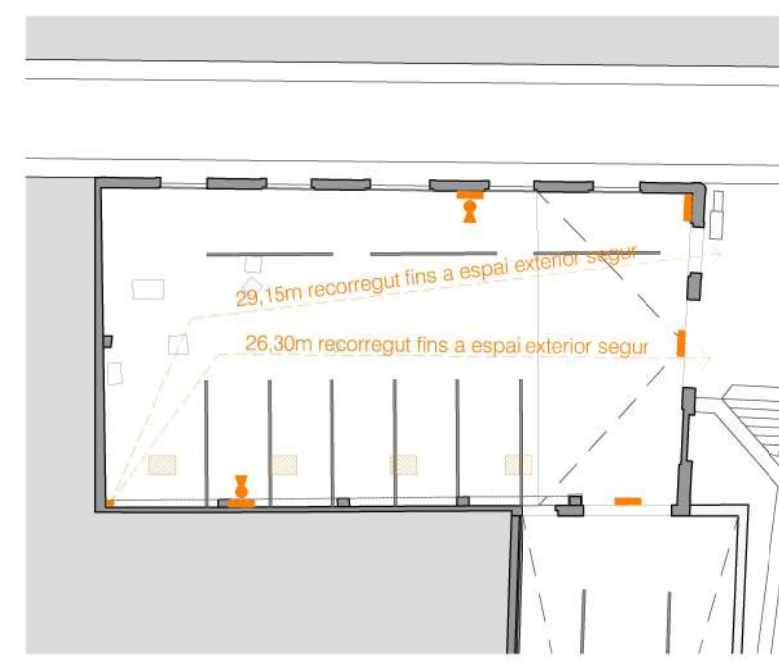 29,15m recorregut fins a espai exterior segur
26,30m recorregut fins a espai exterior segur